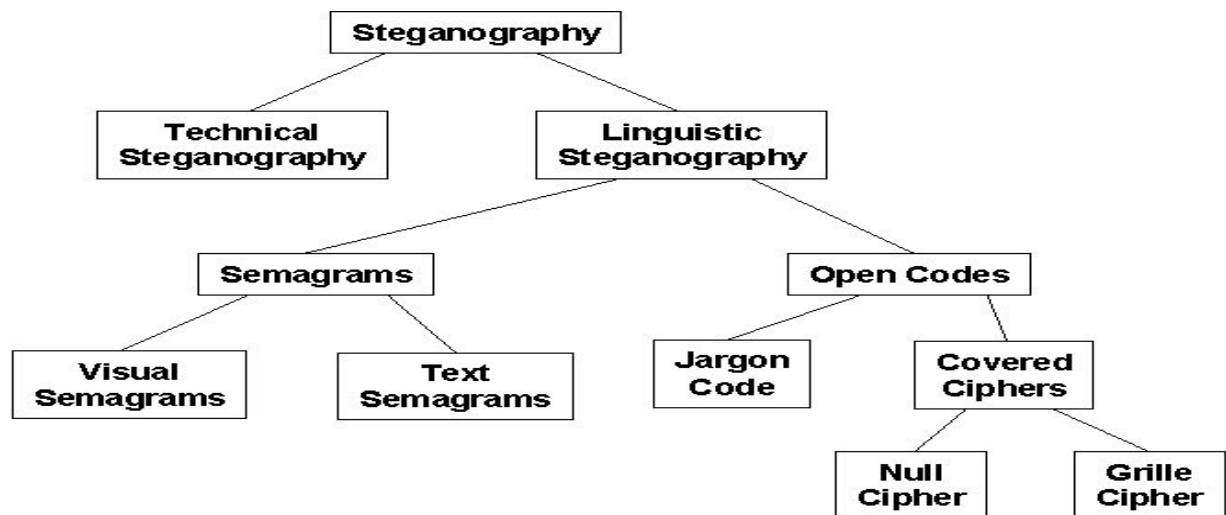 Steganography
Technical
Steganography
Linguistic
Steganography
Semagrams
Open Codes
Visual
Semagrams
Text
Semagrams
Jargon
Code
Covered
Ciphers
Null
Cipher
Grille
Cipher